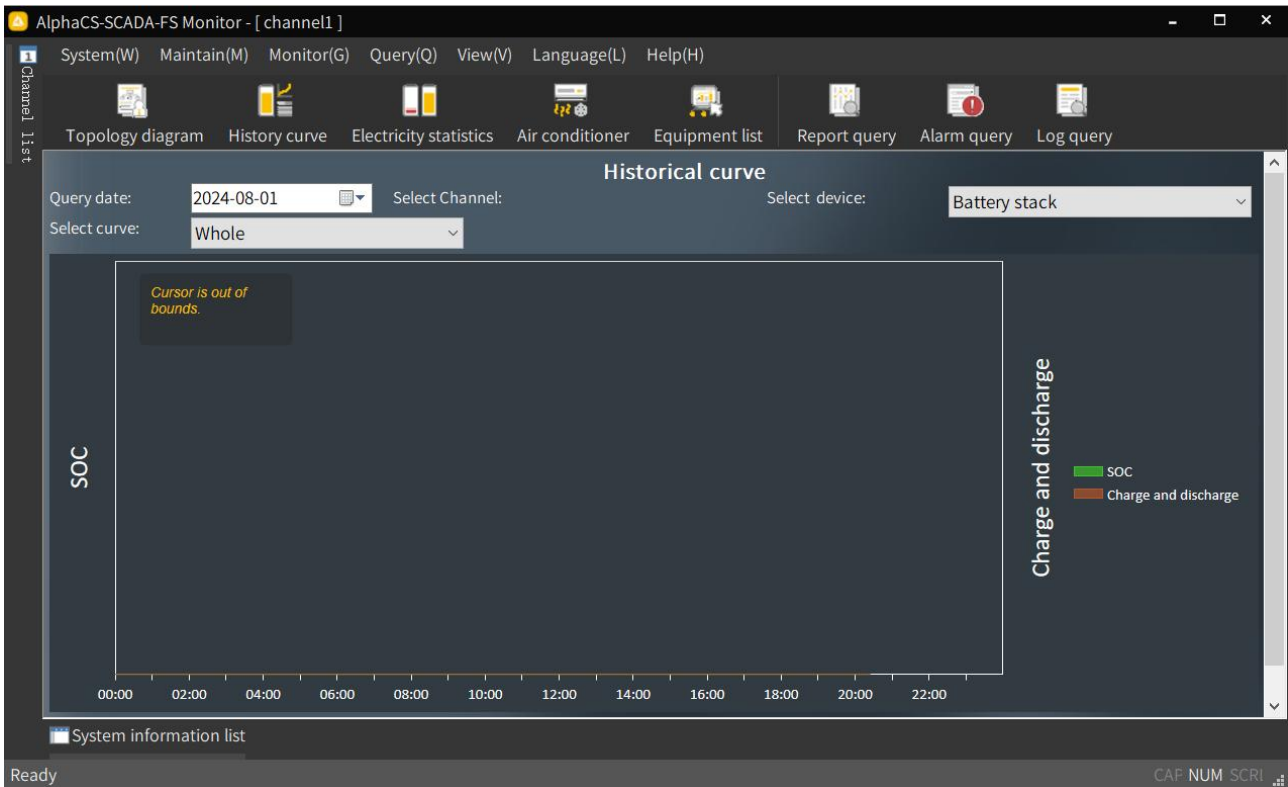 AlphaCS-SCADA-FS Monitor - [ channel1 ]
1 Channel list
System(W) Maintain(M) Monitor(G) Query(Q) View(V) Language(L) Help(H)
Topology diagram History curve Electricity statistics Air conditioner Equipment list Report query Alarm query Log query
Historical curve
Query date: 2024-08-01 Select Channel: Select device: Battery stack
Select curve: Whole
Cursor is out of
bounds.
SOC
Charge and discharge
SOC
Charge and discharge
00:00 02:00 04:00 06:00 08:00 10:00 12:00 14:00 16:00 18:00 20:00 22:00
System information list
Ready
CAP NUM SCRL